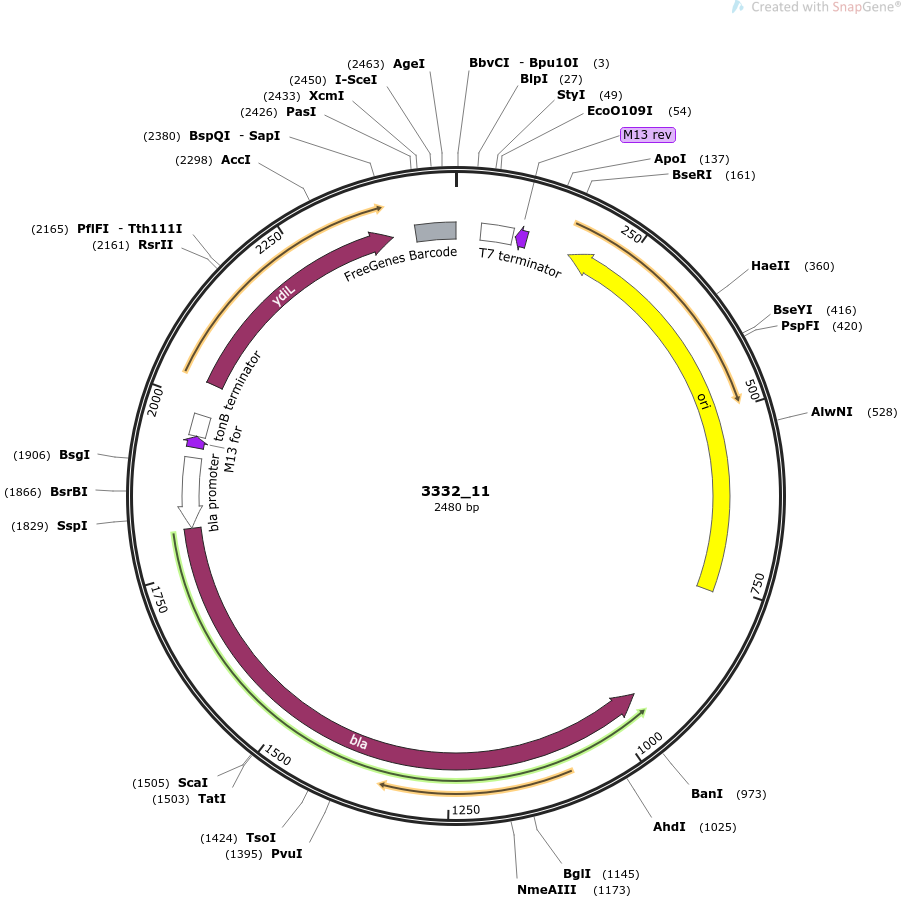 Created with SnapGene®
(2463) AgeI
(2450) I-SceI
(2433) XcmI
(2426) PasI
(2380) BspQI - SapI
(2298) AccI
(2165) PflFI - Tth111I
(2161) RsrII
BbvCI - Bpu10I (3)
BlpI (27)
StyI (49)
EcoO109I (54)
M13 rev
ApoI (137)
BseRI (161)
HaeII (360)
BseYI (416)
PspFI (420)
AlwNI (528)
250
500
750
1000
1250
1500
1750
2000
2250
FreeGenes Barcode
T7 terminator
ydiL
ori
tonB terminator
M13 for
bla promoter
bla
3332_11
2480 bp
(1906) BsgI
(1866) BsrBI
(1829) SspI
(1505) ScaI
(1503) TatI
(1424) TsoI
(1395) PvuI
BanI (973)
AhdI (1025)
BglI (1145)
NmeAIII (1173)